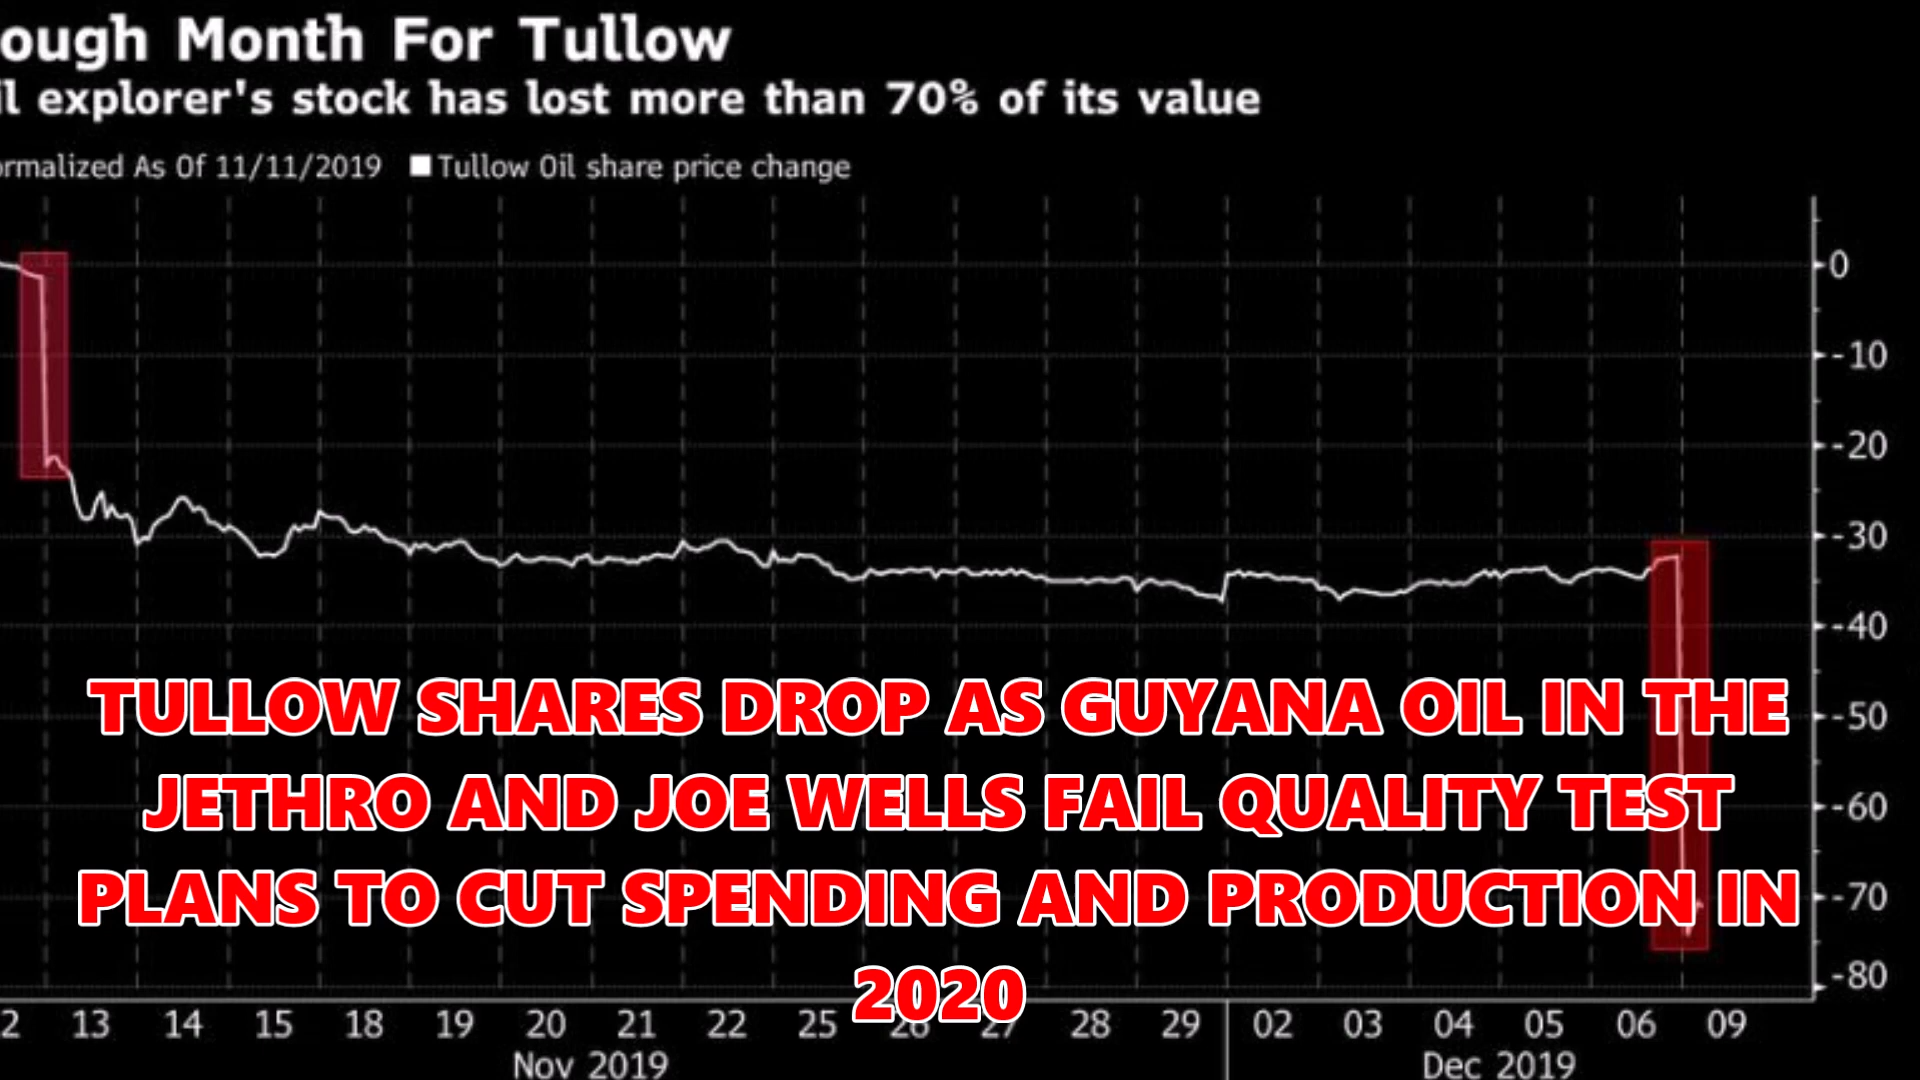 ough Month For Tullow
il explorer's stock has lost more than 70% of its value
ormalized As Of 11/11/2019 Tullow Oil share price change
0
-10
-20
-30
-40
TULLOW SHARES DROP AS GUYANA OIL IN THE
-50
JETHRO AND JOE WELLS FAIL QUALITY TEST
-60
PLANS TO CUT SPENDING AND PRODUCTION IN
-70
2020
-80
2 13 14 15 18 19 20 21 22 25 26 27 28 29 02 03 04 05 06 09
Nov 2019 Dec 2019